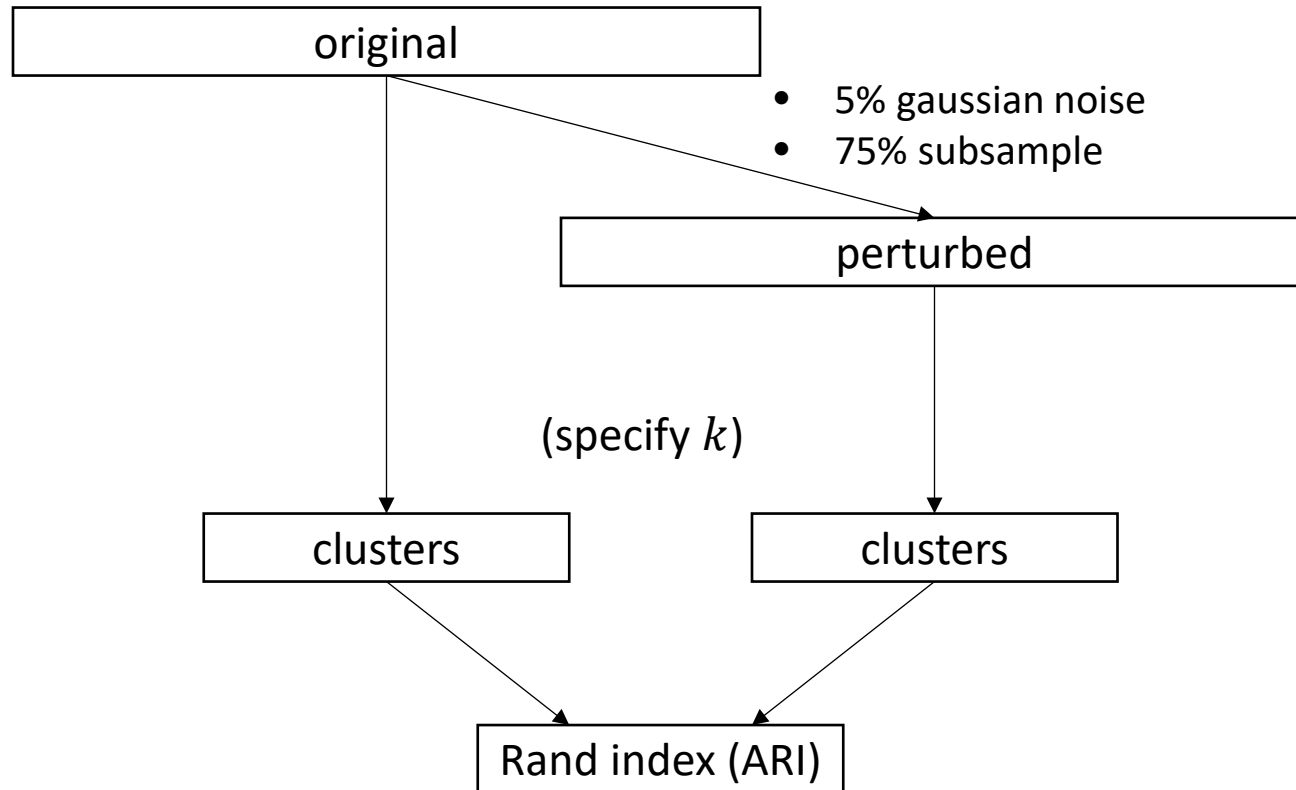 original
• 5% gaussian noise
• 75% subsample
perturbed
(specify 𝑘)
clusters
clusters
Rand index (ARI)